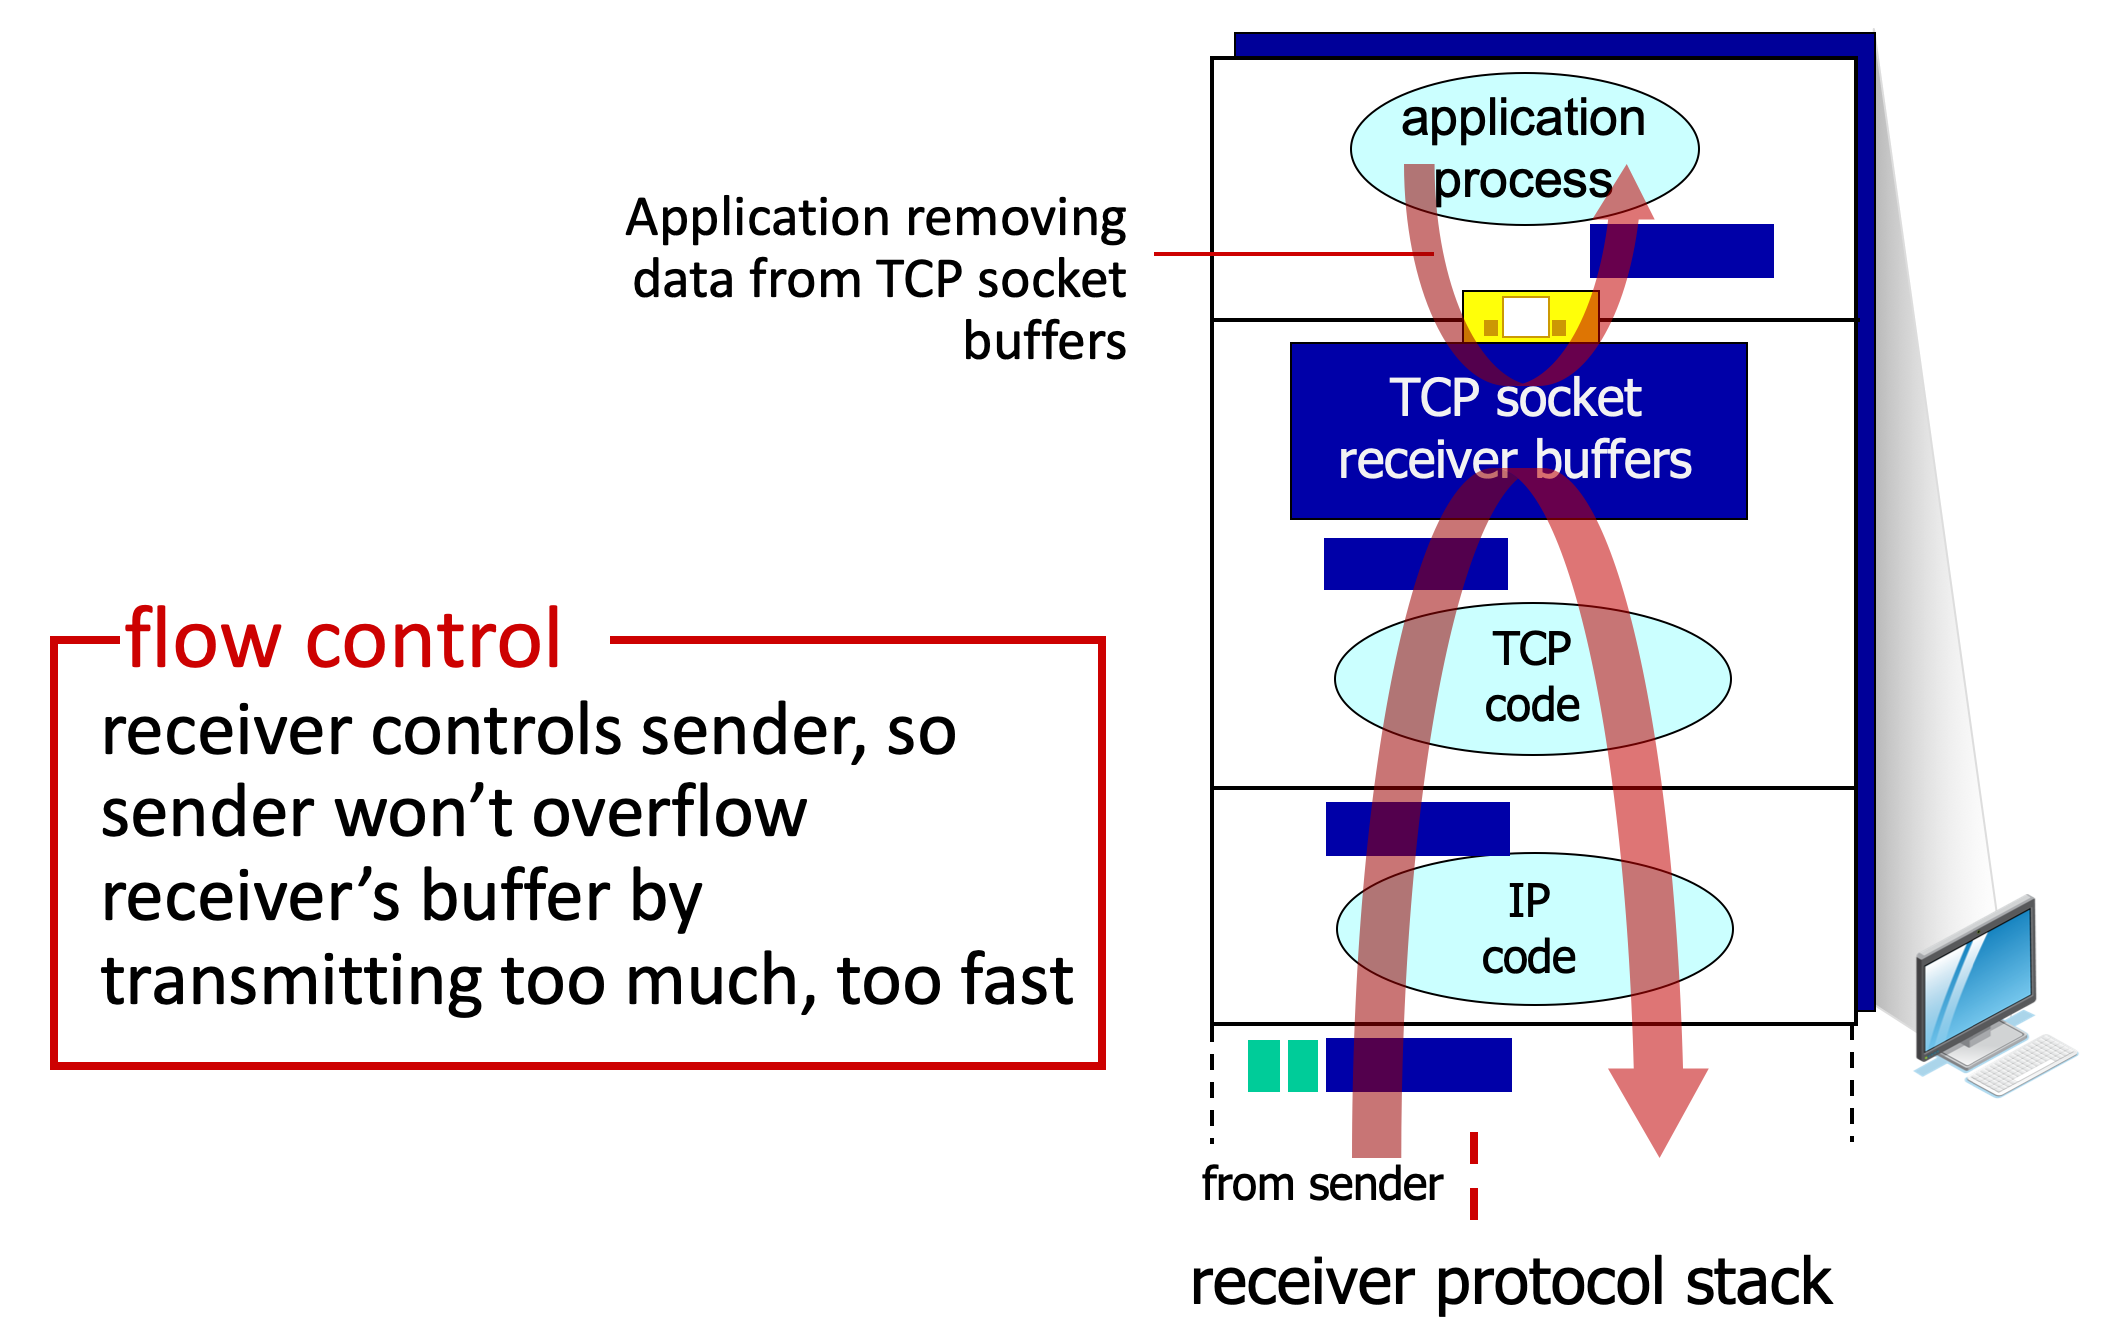 application
process
Application removing
data from TCP socket
buffers
TCP socket
receiver buffers
flow control
receiver controls sender, so
sender won’t overflow
receiver’s buffer by
transmitting too much, too fast
TCP
code
IP
code
from sender
receiver protocol stack